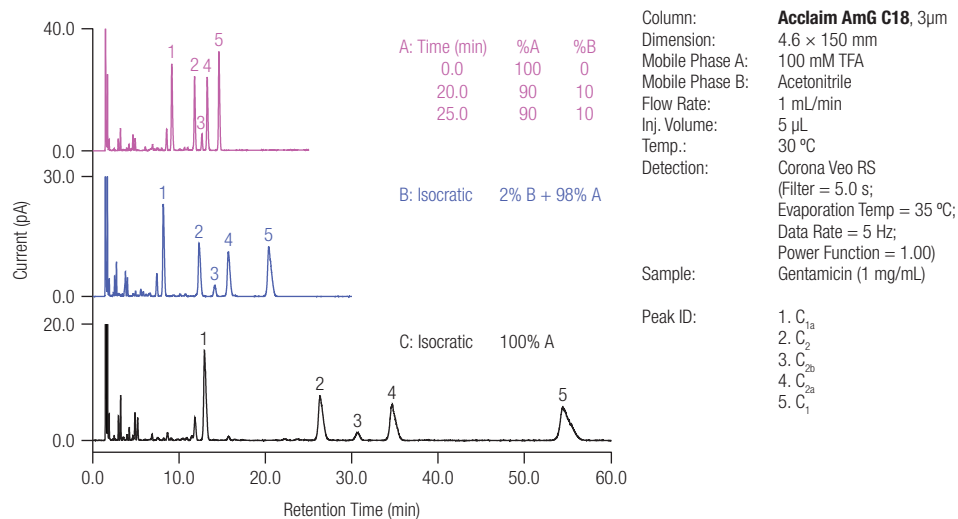 40.0
0.0
1
2
3
4
5
A: Time (min) %A %B
0.0 100 0
20.0 90 10
25.0 90 10
30.0
0.0
1
2
3
4
5
B: Isocratic 2% B + 98% A
20.0
0.0
1
2
3
4
5
C: Isocratic 100% A
Current (pA)
0.0 10.0 20.0 30.0 40.0 50.0 60.0
Retention Time (min)
Column: Acclaim AmG C18, 3µm
Dimension: 4.6 × 150 mm
Mobile Phase A: 100 mM TFA
Mobile Phase B: Acetonitrile
Flow Rate: 1 mL/min
Inj. Volume: 5 µL
Temp.: 30 ºC
Detection: Corona Veo RS
(Filter = 5.0 s;
Evaporation Temp = 35 ºC;
Data Rate = 5 Hz;
Power Function = 1.00)
Sample: Gentamicin (1 mg/mL)
Peak ID: 1. C1a
2. C2
3. C2b
4. C2a
5. C1